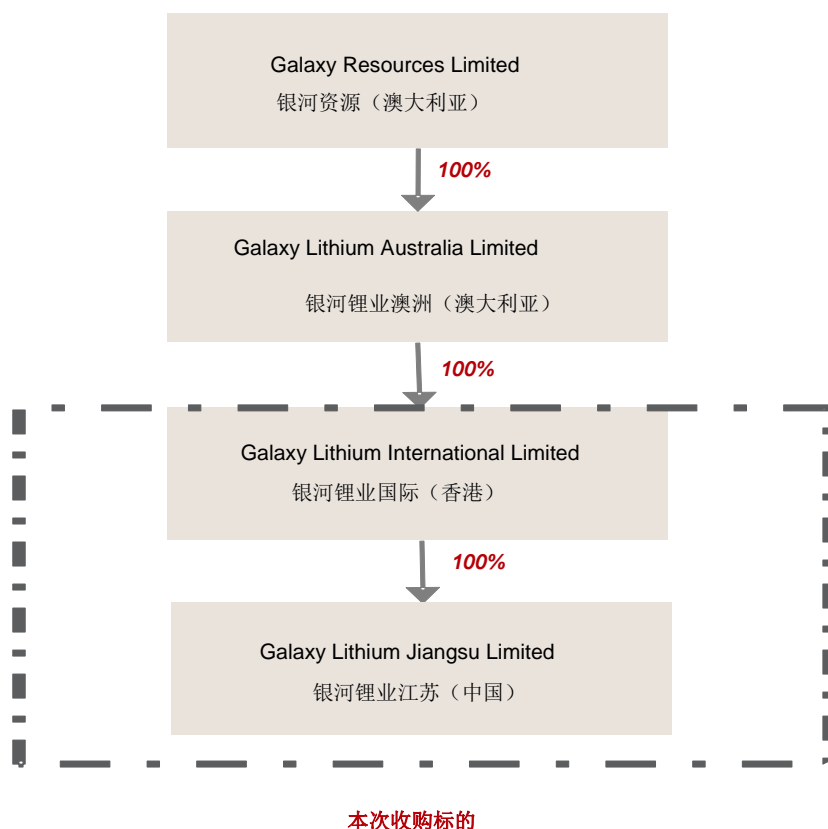 Galaxy Resources Limited
银河资源（澳大利亚）
100%
Galaxy Lithium Australia Limited
银河锂业澳洲（澳大利亚）
100%
Galaxy Lithium International Limited
银河锂业国际（香港）
100%
Galaxy Lithium Jiangsu Limited
银河锂业江苏（中国）
本次收购标的